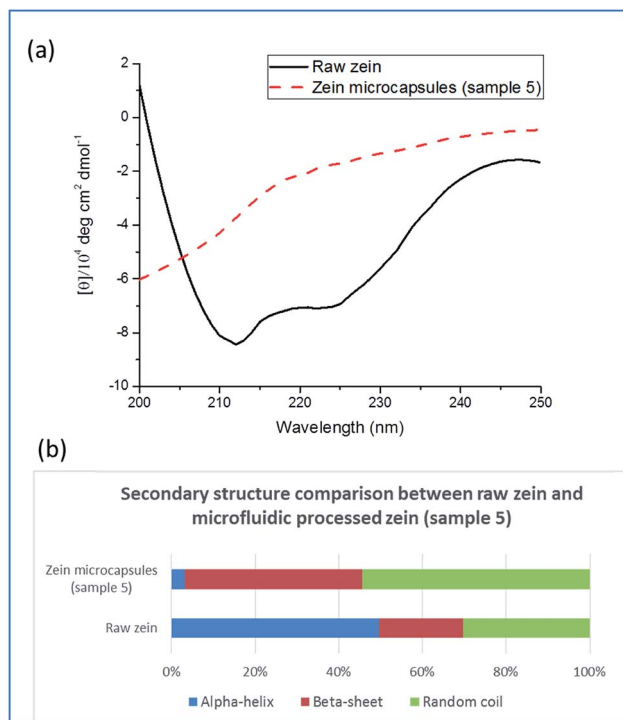 (a)
Raw zein
Zein microcapsules (sample 5)
2
0
-2
-4
-6
-8
-10
[θ]/10⁴ deg cm² dmol⁻¹
200
210
220
230
240
250
Wavelength (nm)
(b)
Secondary structure comparison between raw zein and
microfluidic processed zein (sample 5)
Zein microcapsules
(sample 5)
Raw zein
0%
20%
40%
60%
80%
100%
Alpha-helix
Beta-sheet
Random coil